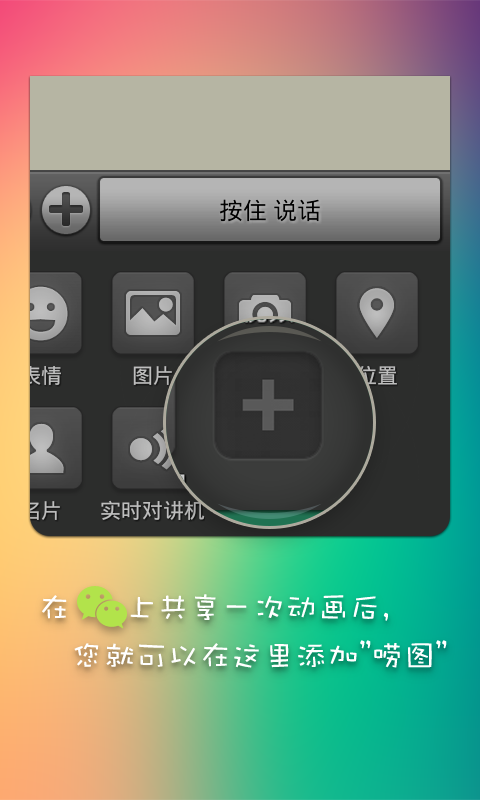 按住 说话
表情
图片
位置
名片
实时对讲机
在上共享一次动画后,
您就可以在这里添加"唠图"